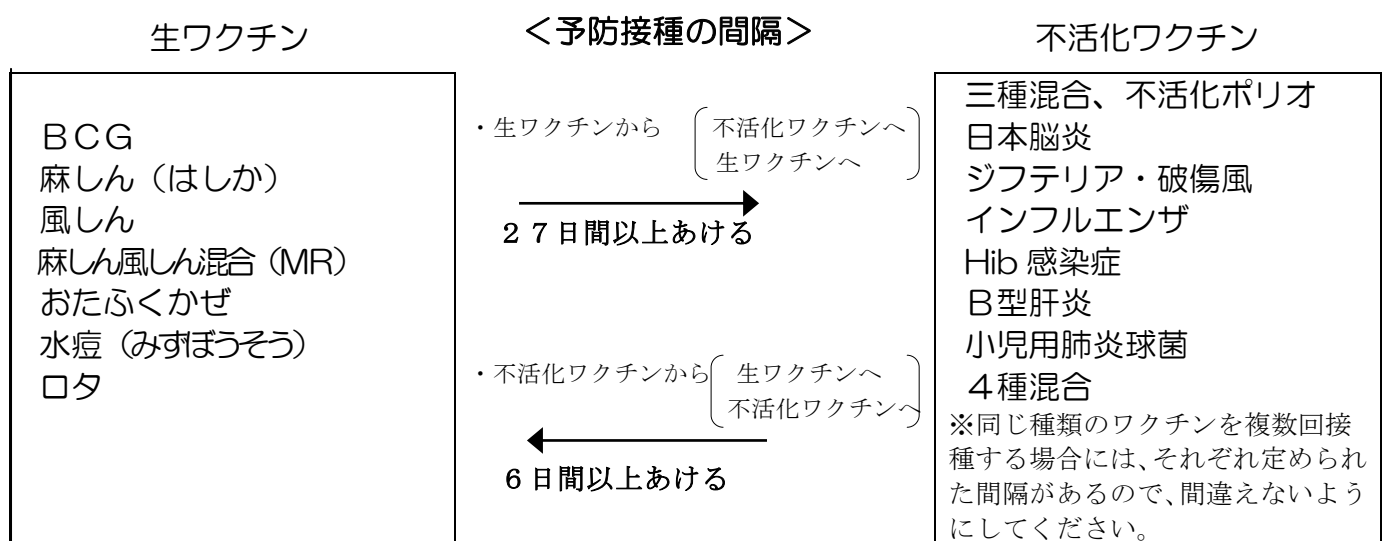 生ワクチン
ＢＣＧ
麻しん（はしか）
風しん
麻しん風しん混合（MR）
おたふくかぜ
水痘（みずぼうそう）
ロタ
＜予防接種の間隔＞
・生ワクチンから 不活化ワクチンへ
生ワクチンへ
２７日間以上あける
・不活化ワクチンから 生ワクチンへ
不活化ワクチンへ
６日間以上あける
不活化ワクチン
三種混合、不活化ポリオ
日本脳炎
ジフテリア・破傷風
インフルエンザ
Hib 感染症
Ｂ型肝炎
小児用肺炎球菌
４種混合
※同じ種類のワクチンを複数回接
種する場合には、それぞれ定められ
た間隔があるので、間違えないよう
にしてください。